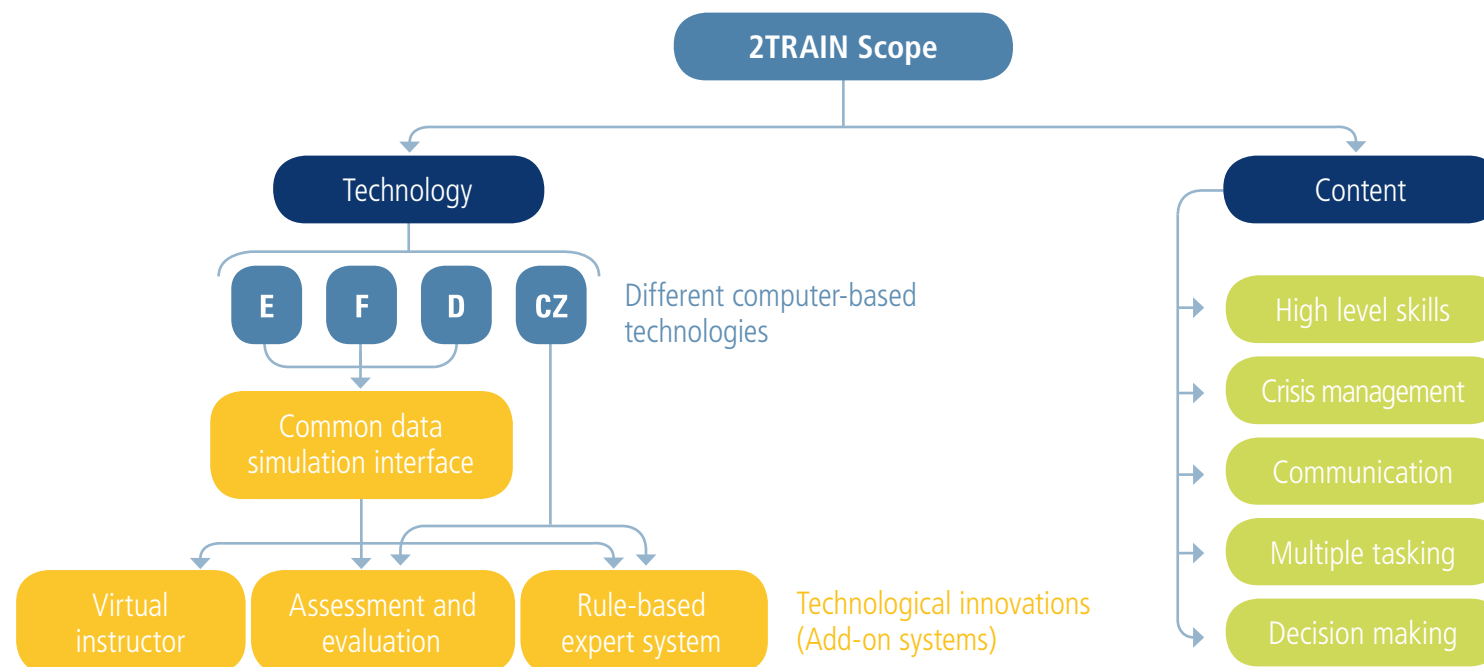 2TRAIN Scope
Technology
Content
E
F
D
CZ
Different computer-based
technologies
High level skills
Common data
simulation interface
Crisis management
Communication
Multiple tasking
Virtual
instructor
Assessment and
evaluation
Rule-based
expert system
Technological innovations
(Add-on systems)
Decision making